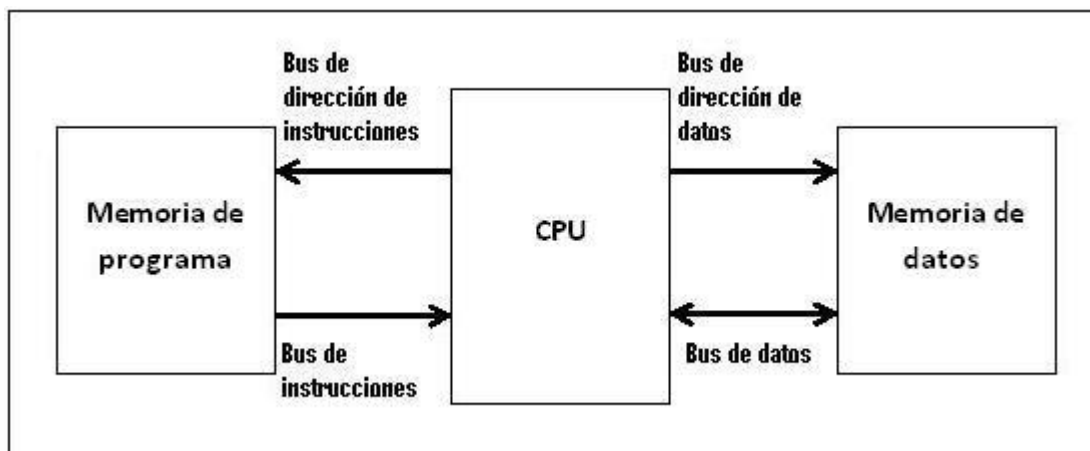 Bus de
dirección de
instrucciones
Bus de
dirección de
datos
Memoria de
programa
CPU
Memoria de
datos
Bus de
instrucciones
Bus de datos